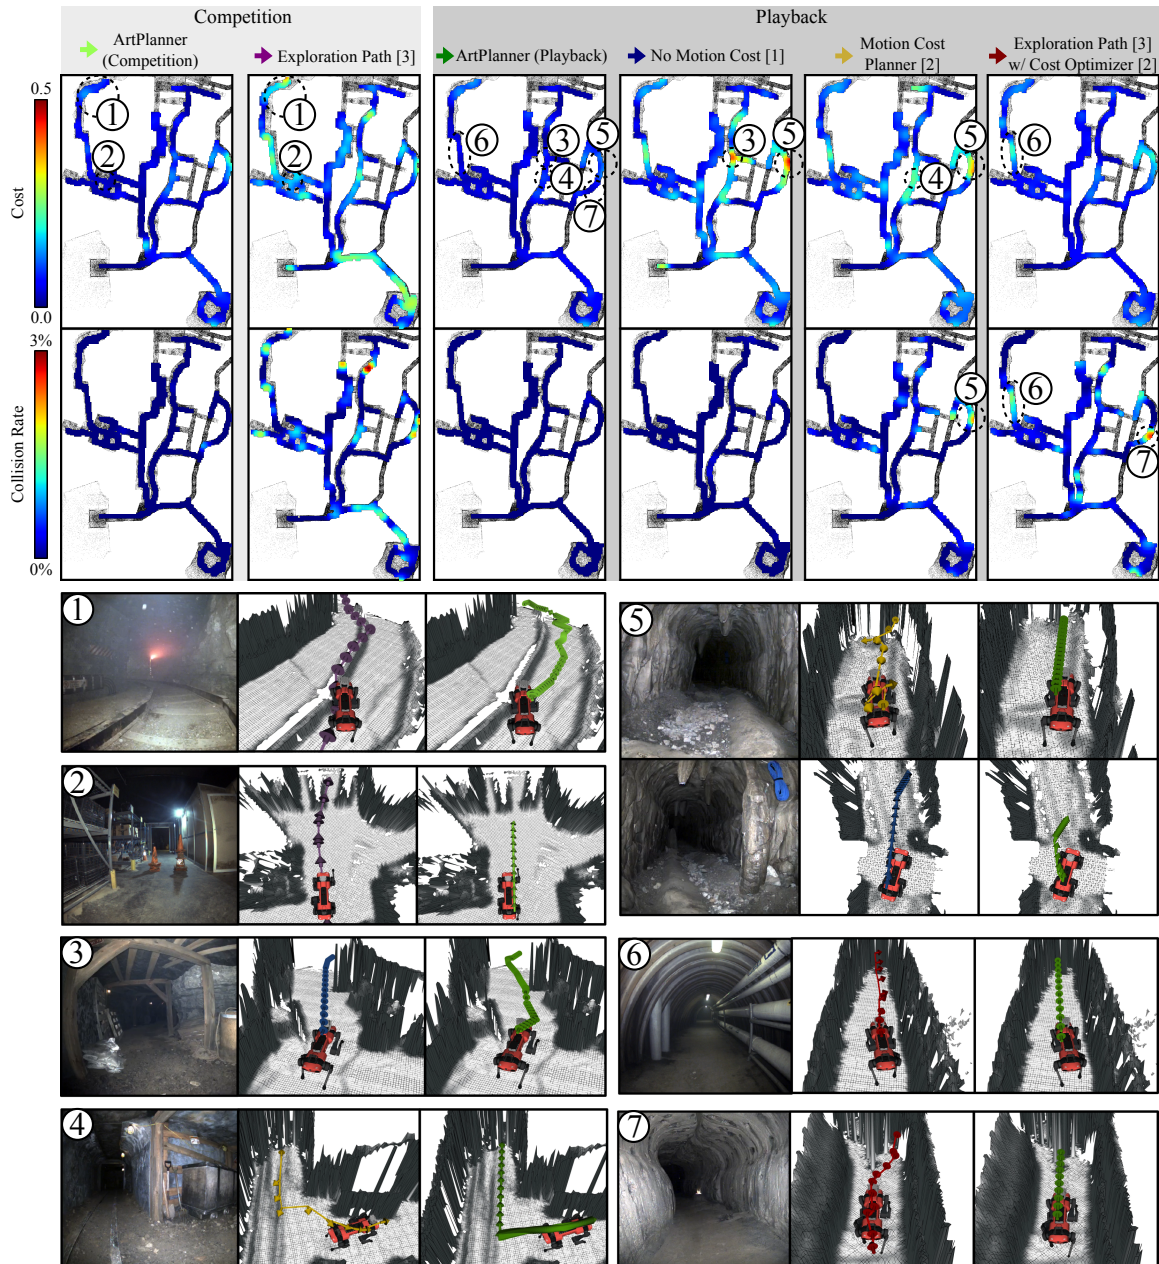 Competition
Playback
ArtPlanner
(Competition)
Exploration Path [3]
ArtPlanner (Playback)
No Motion Cost [1]
Motion Cost
Planner [2]
Exploration Path [3]
w/ Cost Optimizer [2]
0.5
Cost
0.0
1
2
1
2
6
3
5
4
7
3
5
5
4
6
3%
Collision Rate
0%
5
6
7
1
2
3
4
5
6
7